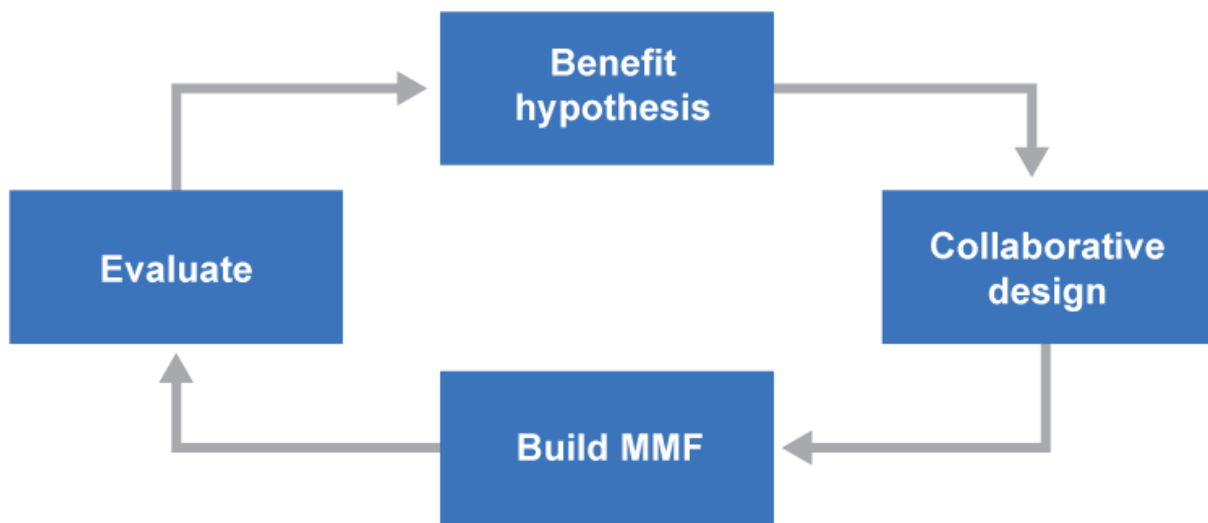 Benefit
hypothesis
Collaborative
design
Build MMF
Evaluate